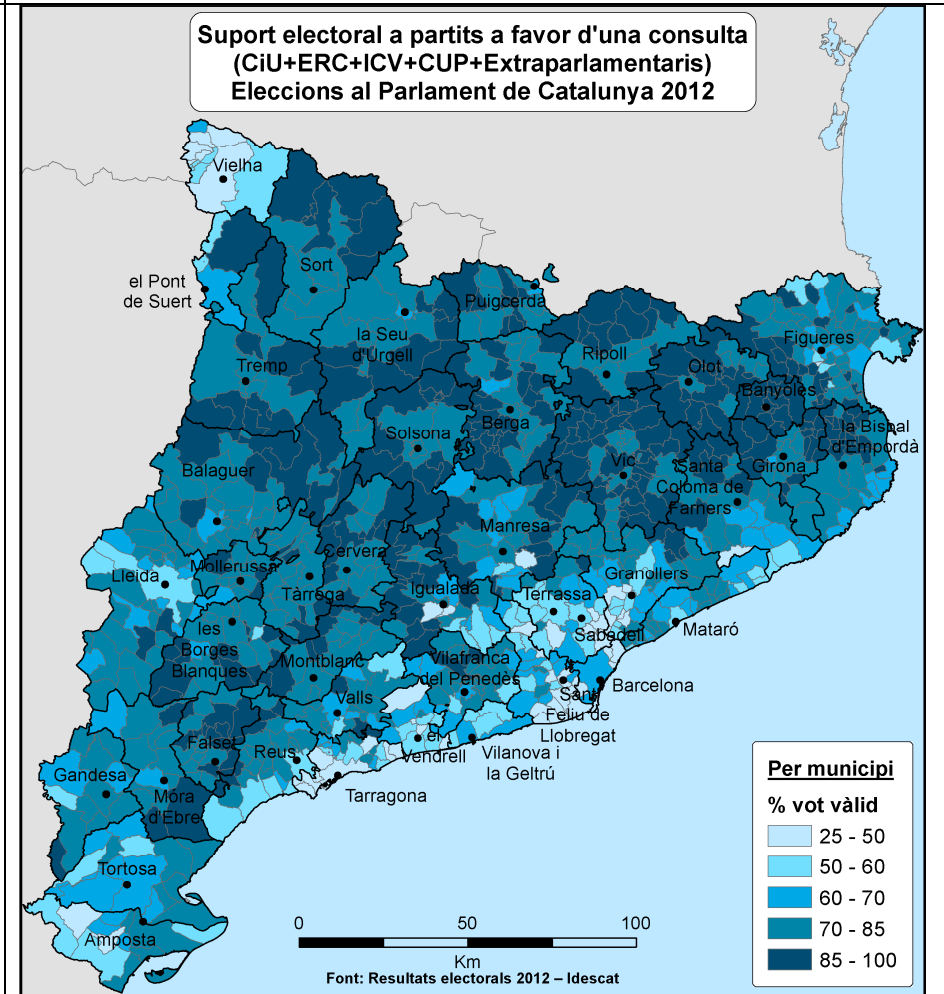 Suport electoral a partits a favor d'una consulta
(CiU+ERC+ICV+CUP+Extraparlamentaris)
Eleccions al Parlament de Catalunya 2012
Vielha
el Pont
de Suert
Sort
Puigcerdà
la Seu
d'Urgell
Tremp
Ripoll
Olot
Figueres
Banyoles
Berga
Solsona
la Bisbal
d'Empordà
Balaguer
Vic
Santa
Coloma de
Farners
Girona
Manresa
Cervera
Lleida
Mollerussa
Tàrrega
Igualada
Terrassa
Granollers
Sabadell
Mataró
les
Borges
Blanques
Montblanc
Vilafranca
del Penedès
Barcelona
Sant
Feliu de
Llobregat
Valls
Falset
Reus
el
Vendrell
Vilanova i
la Geltrú
Gandesa
Móra
d'Ebre
Tarragona
Tortosa
Amposta
Per municipi
% vot vàlid
25 - 50
50 - 60
60 - 70
70 - 85
85 - 100
0 50 100
Km
Font: Resultats electorals 2012 – Idescat